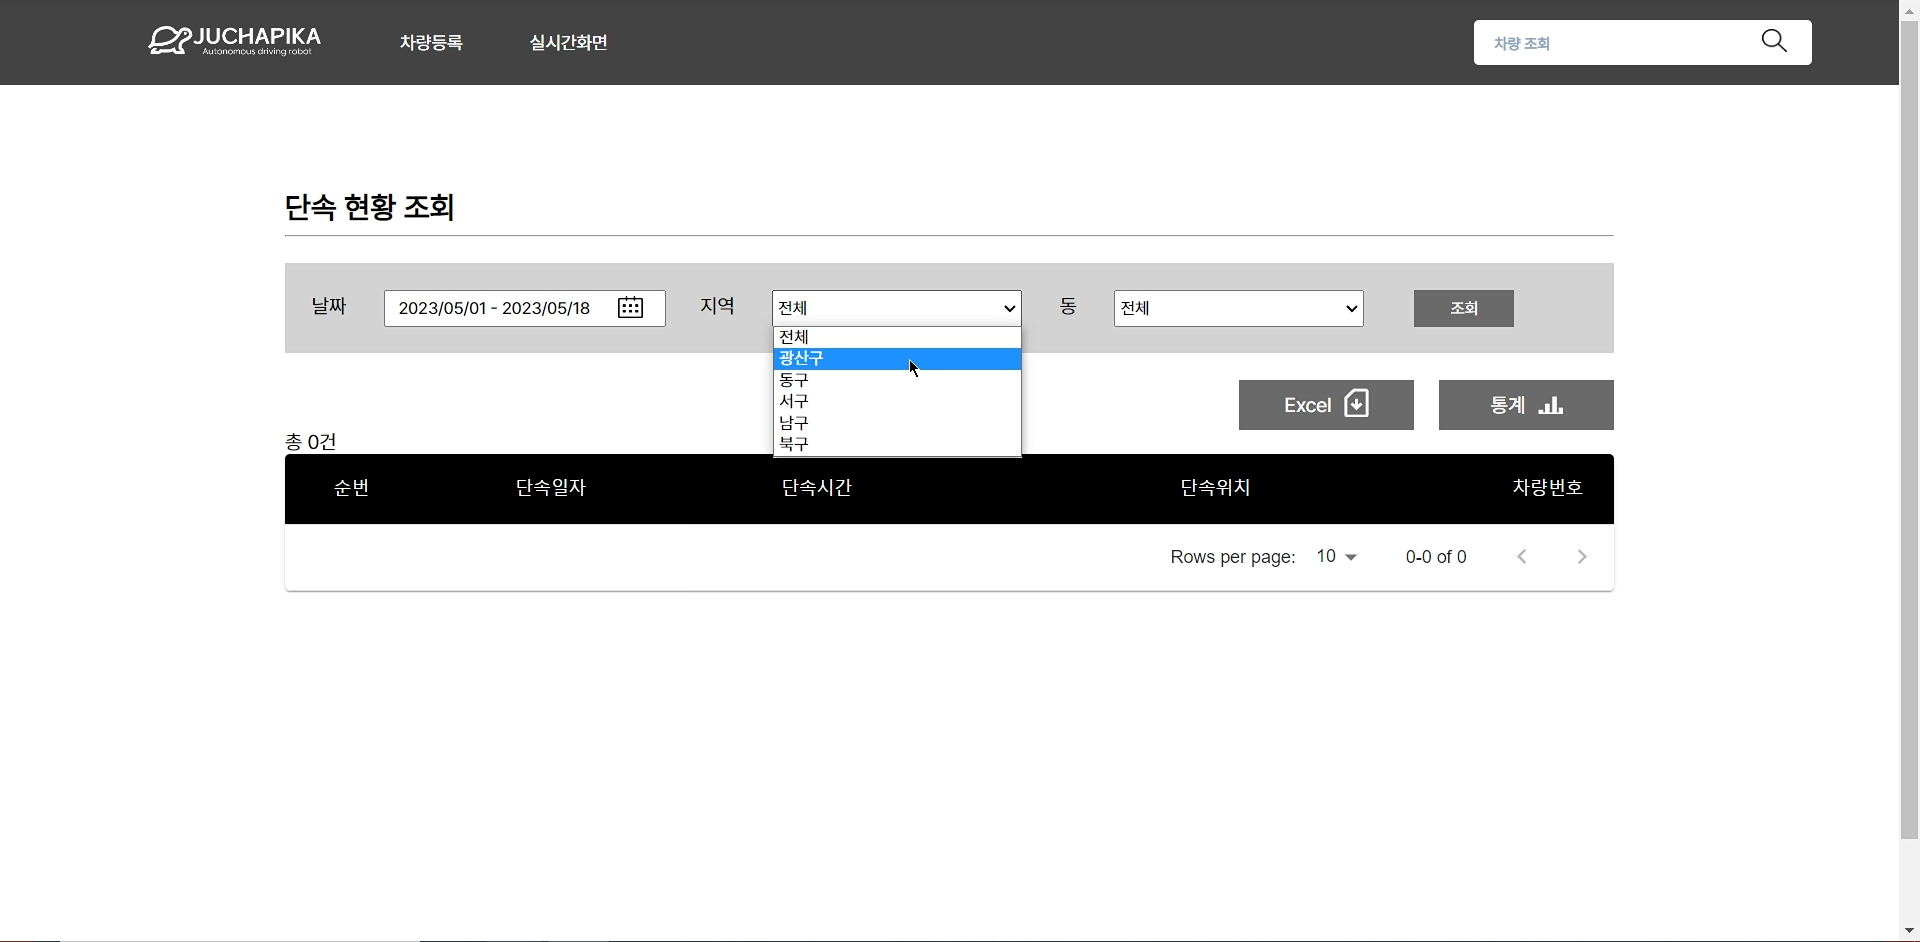 JUCHAPIKA
Autonomous driving robot
차량등록 실시간화면
차량 조회
단속 현황 조회
날짜 2023/05/01 - 2023/05/18 지역 전체 동 전체 조회
전체
광산구
동구
서구
남구
북구
Excel 통계
총 0건
순번 단속일자 단속시간 단속위치 차량번호
Rows per page: 10 0-0 of 0